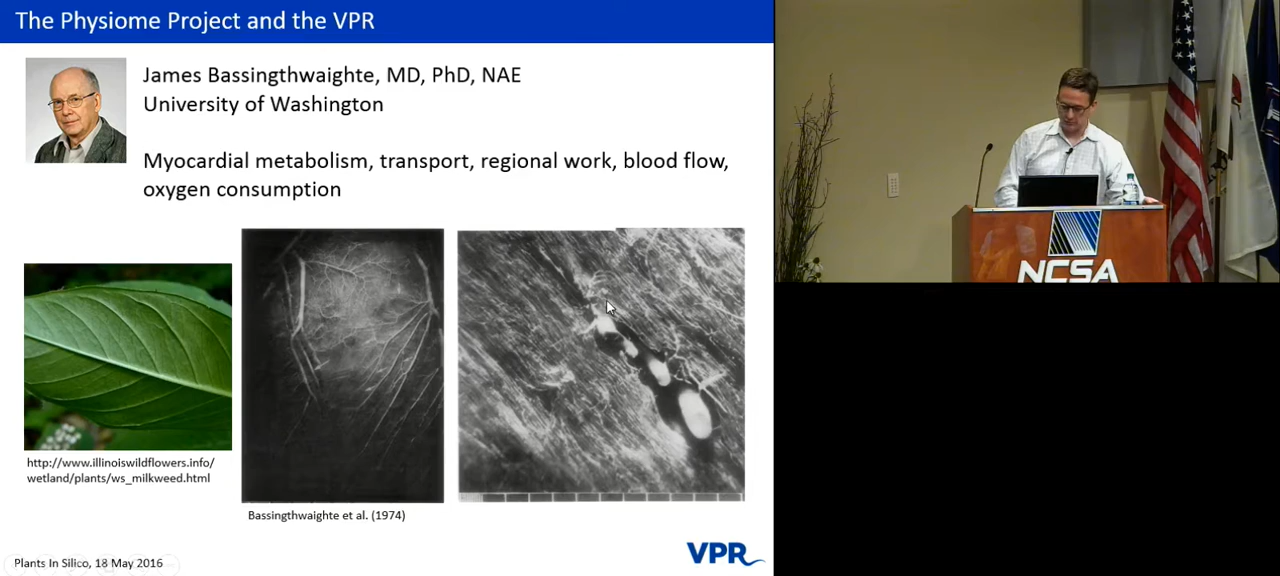 The Physiome Project and the VPR
James Bassingthwaighte, MD, PhD, NAE
University of Washington
Myocardial metabolism, transport, regional work, blood flow,
oxygen consumption
http://www.illinoiswildflowers.info/
wetland/plants/ws_milkweed.html
Bassingthwaighte et al. (1974)
Plants In Silico, 18 May 2016
VPR
NCSA